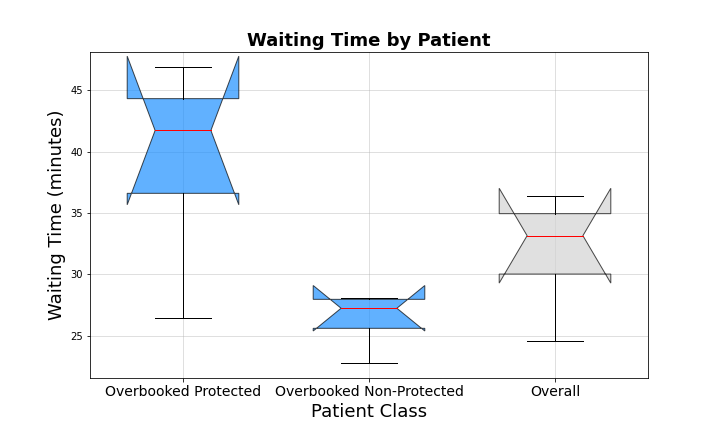 Waiting Time by Patient
Waiting Time (minutes)
45
40
35
30
25
Overbooked Protected
Overbooked Non-Protected
Overall
Patient Class